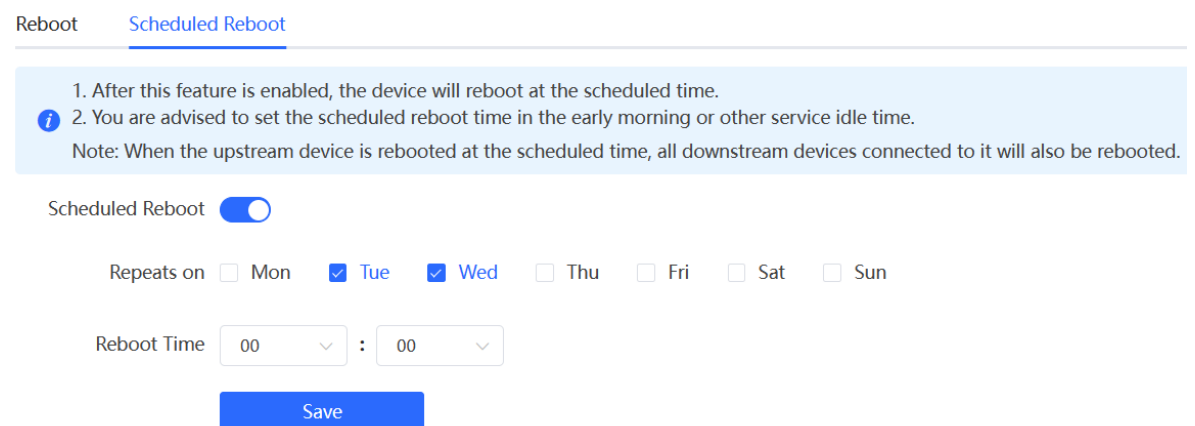 Reboot Scheduled Reboot
1. After this feature is enabled, the device will reboot at the scheduled time.
2. You are advised to set the scheduled reboot time in the early morning or other service idle time.
Note: When the upstream device is rebooted at the scheduled time, all downstream devices connected to it will also be rebooted.
Scheduled Reboot
Repeats on Mon Tue Wed Thu Fri Sat Sun
Reboot Time 00 : 00
Save